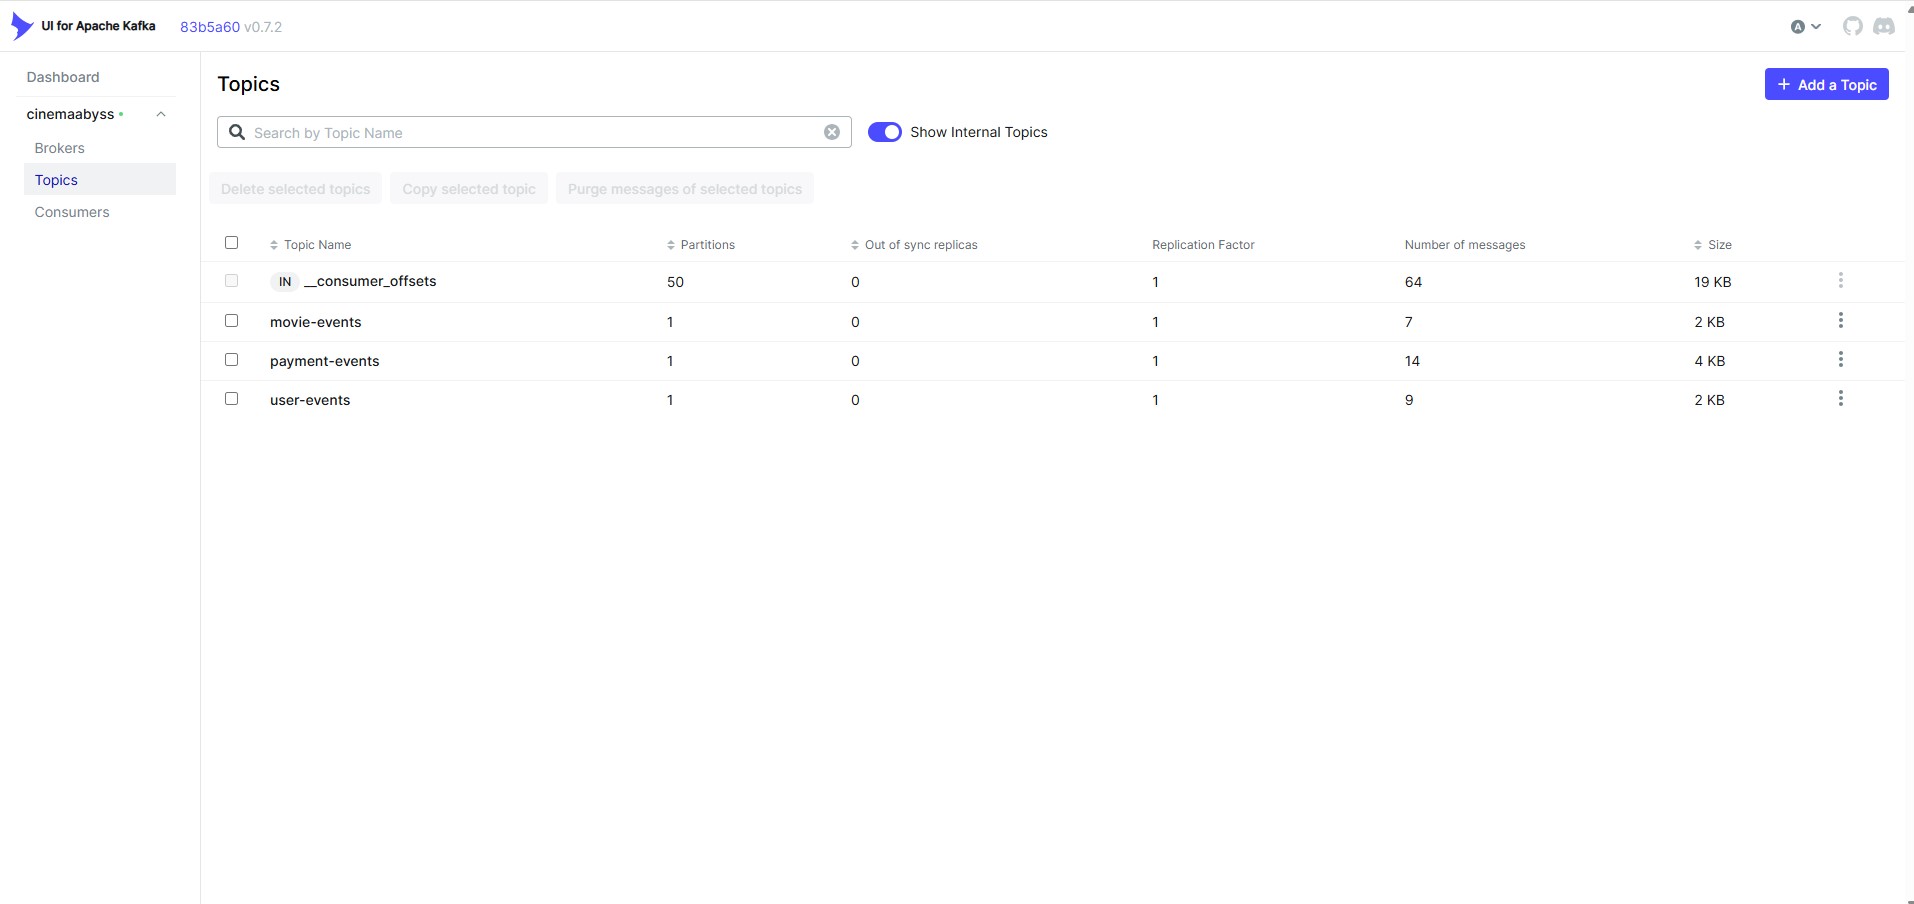 UI for Apache Kafka 83b5a60 v0.7.2 A
Dashboard
cinemaabyss
Brokers
Topics
Consumers
Topics
Add a Topic
Search by Topic Name
Show Internal Topics
Delete selected topics Copy selected topic Purge messages of selected topics
Topic Name Partitions Out of sync replicas Replication Factor Number of messages Size
IN __consumer_offsets 50 0 1 64 19 KB
movie-events 1 0 1 7 2 KB
payment-events 1 0 1 14 4 KB
user-events 1 0 1 9 2 KB